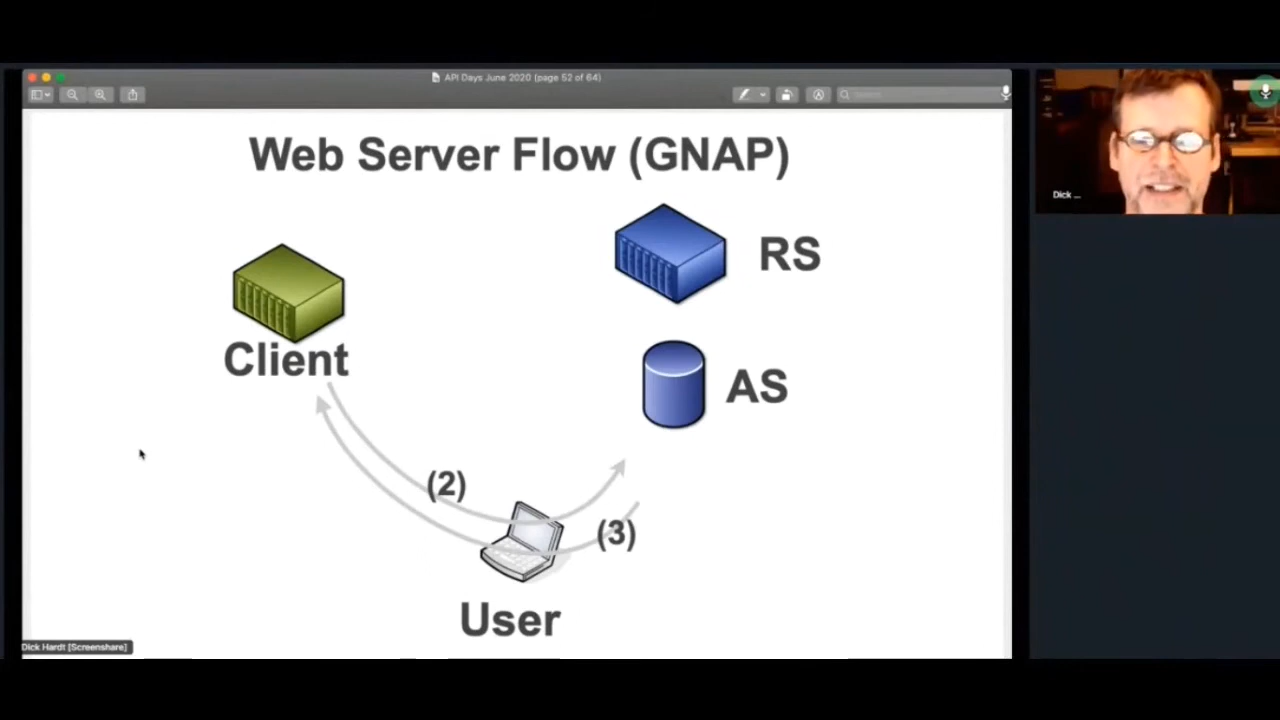 API Days June 2020 (page 52 of 64)
Web Server Flow (GNAP)
RS
Client
AS
(2)
(3)
User
Dick Hardt [Screenshare]
Dick ...